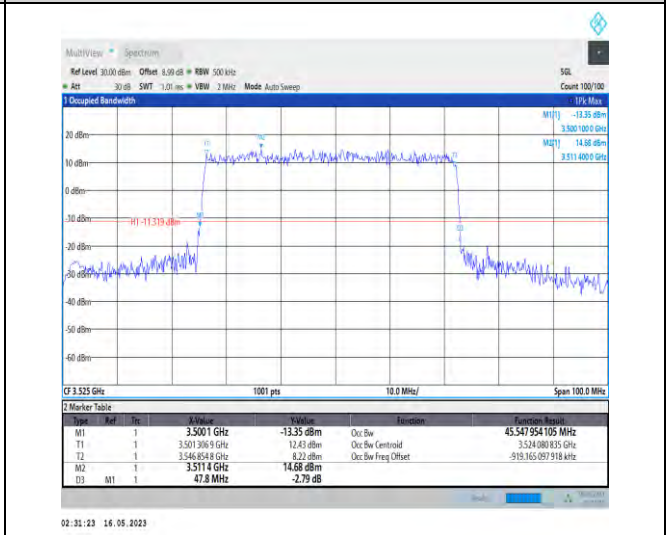 MultiView Spectrum
Ref Level 30.00 dBm Offset 8.99 dB RBW 500 kHz SGL
Att 30 dB SWT 1.01 ms VBW 2 MHz Mode Auto Sweep Count 100/100
1 Occupied Bandwidth 1Pk Max
M1[1] -13.35 dBm
3.500 100 0 GHz
M2[1] 14.68 dBm
3.511 400 0 GHz
20 dBm
10 dBm
0 dBm
-10 dBm
H1 -11.319 dBm
-20 dBm
-30 dBm
-40 dBm
-50 dBm
-60 dBm
CF 3.525 GHz 1001 pts 10.0 MHz/ Span 100.0 MHz
2 Marker Table
Type Ref Trc X-Value Y-Value Function Function Result
M1 1 3.5001 GHz -13.35 dBm Occ Bw 45.547 954 105 MHz
T1 1 3.501 306 9 GHz 12.43 dBm Occ Bw Centroid 3.524 080 835 GHz
T2 1 3.546 854 8 GHz 8.22 dBm Occ Bw Freq Offset -919.165 097 918 kHz
M2 1 3.511 4 GHz 14.68 dBm
D3 M1 1 47.8 MHz -2.79 dB
02:31:23 16.05.2023